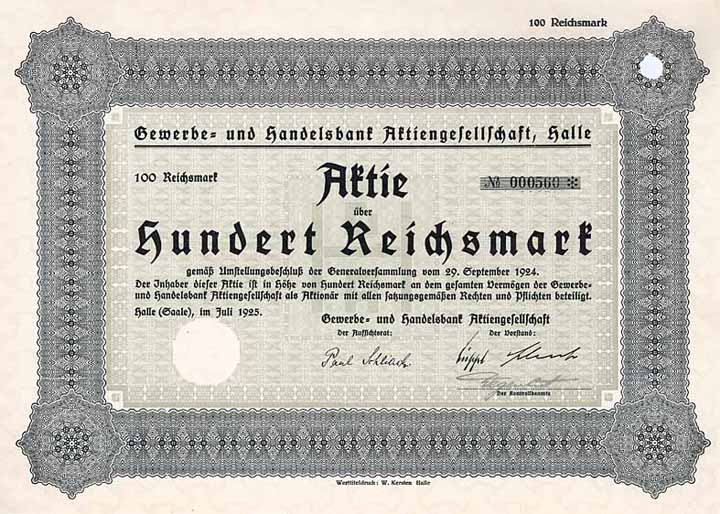 100 Reichsmark
Gewerbe- und Handelsbank Aktiengesellschaft, Halle
100 Reichsmark
Aktie
№ 000560 ✻
über
Hundert Reichsmark
gemäß Umstellungsbeschluß der Generalversammlung vom 29. September 1924.
Der Inhaber dieser Aktie ist in Höhe von Hundert Reichsmark an dem gesamten Vermögen der Gewerbe-
und Handelsbank Aktiengesellschaft als Aktionär mit allen satzungsgemäßen Rechten und Pflichten beteiligt.
Halle (Saale), im Juli 1925.
Gewerbe- und Handelsbank Aktiengesellschaft
Der Aufsichtsrat:
Der Vorstand:
Paul
Der Kontrollbeamte
Werttiteldruck: W. Kersten Halle